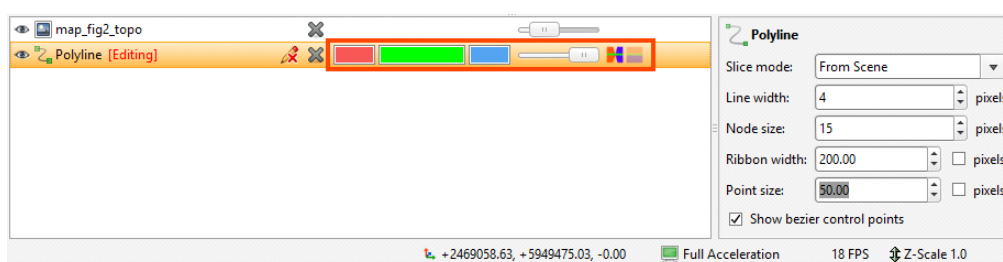 map_fig2_topo
Polyline [Editing]
Polyline
Slice mode: From Scene
Line width: 4 pixels
Node size: 15 pixels
Ribbon width: 200.00 pixels
Point size: 50.00 pixels
Show bezier control points
+2469058.63, +5949475.03, -0.00 Full Acceleration 18 FPS Z-Scale 1.0